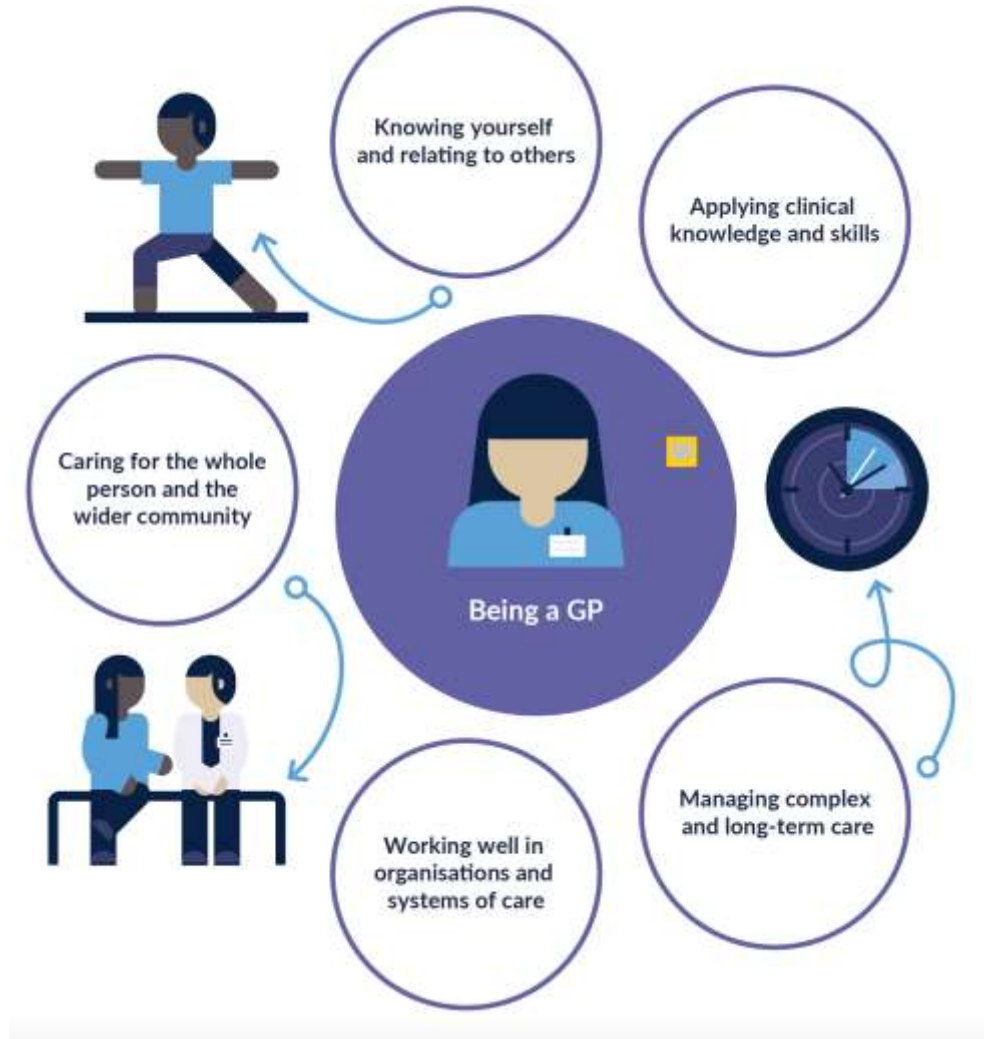 Knowing yourself
and relating to others
Applying clinical
knowledge and skills
Caring for the whole
person and the
wider community
Being a GP
Managing complex
and long-term care
Working well in
organisations and
systems of care